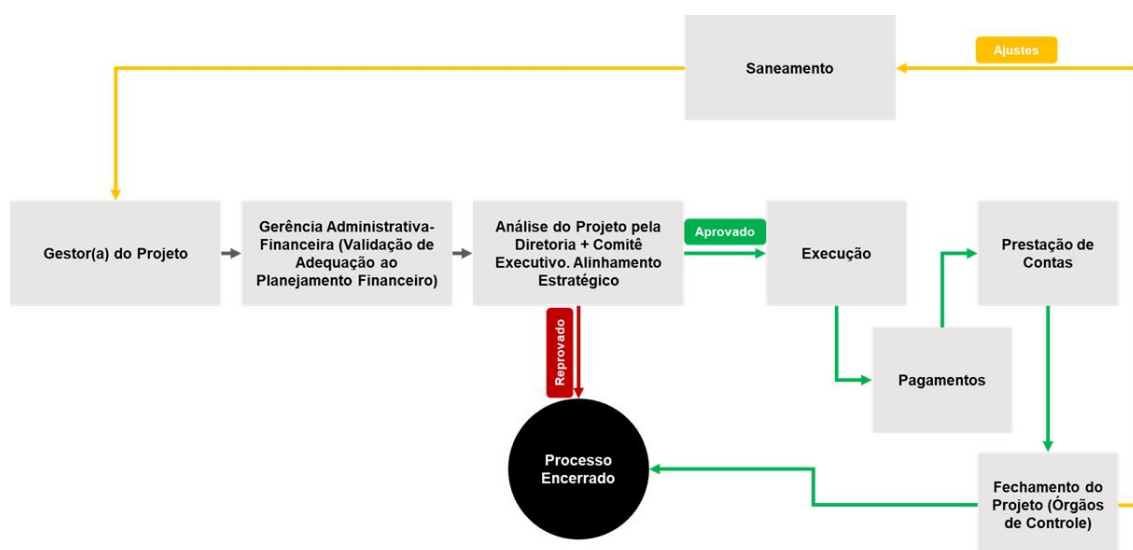 Ajustes
Saneamento
Gestor(a) do Projeto
Gerência Administrativa-
Financeira (Validação de
Adequação ao
Planejamento Financeiro)
Análise do Projeto pela
Diretoria + Comitê
Executivo. Alinhamento
Estratégico
Aprovado
Execução
Prestação de
Contas
Reprovado
Pagamentos
Processo
Encerrado
Fechamento do
Projeto (Órgãos
de Controle)